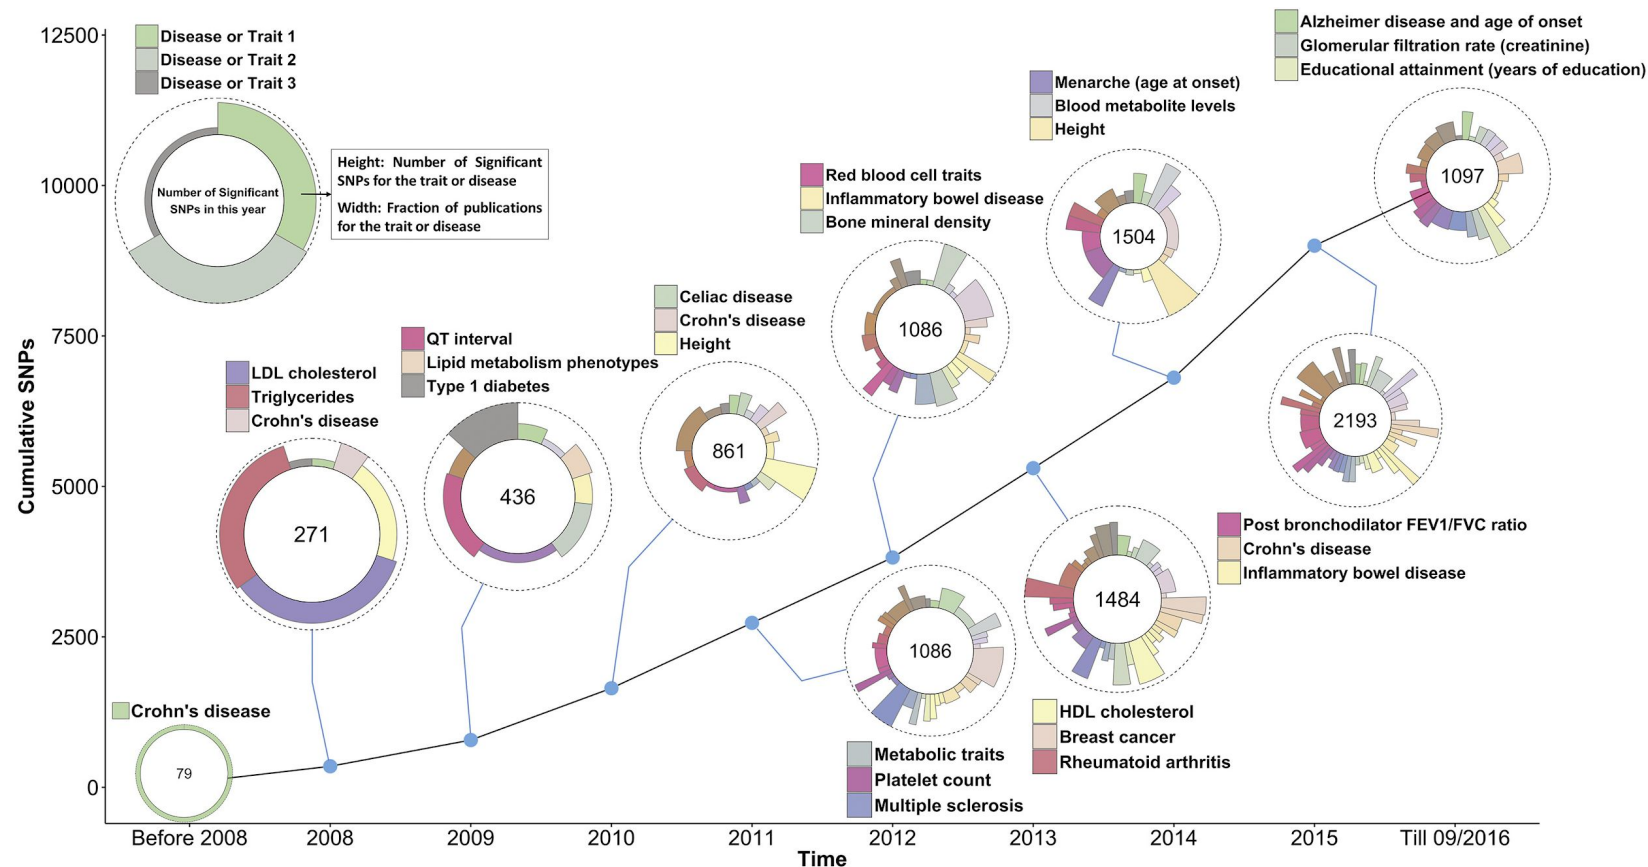 12500
10000
7500
5000
2500
0
Cumulative SNPs
Disease or Trait 1
Disease or Trait 2
Disease or Trait 3
Number of Significant
SNPs in this year
Height: Number of Significant
SNPs for the trait or disease
Width: Fraction of publications
for the trait or disease
Crohn's disease
79
LDL cholesterol
Triglycerides
Crohn's disease
271
QT interval
Lipid metabolism phenotypes
Type 1 diabetes
436
Celiac disease
Crohn's disease
Height
861
Red blood cell traits
Inflammatory bowel disease
Bone mineral density
1086
1086
Metabolic traits
Platelet count
Multiple sclerosis
Menarche (age at onset)
Blood metabolite levels
Height
1504
1484
HDL cholesterol
Breast cancer
Rheumatoid arthritis
Alzheimer disease and age of onset
Glomerular filtration rate (creatinine)
Educational attainment (years of education)
1097
2193
Post bronchodilator FEV1/FVC ratio
Crohn's disease
Inflammatory bowel disease
Before 2008
2008
2009
2010
2011
2012
2013
2014
2015
Till 09/2016
Time